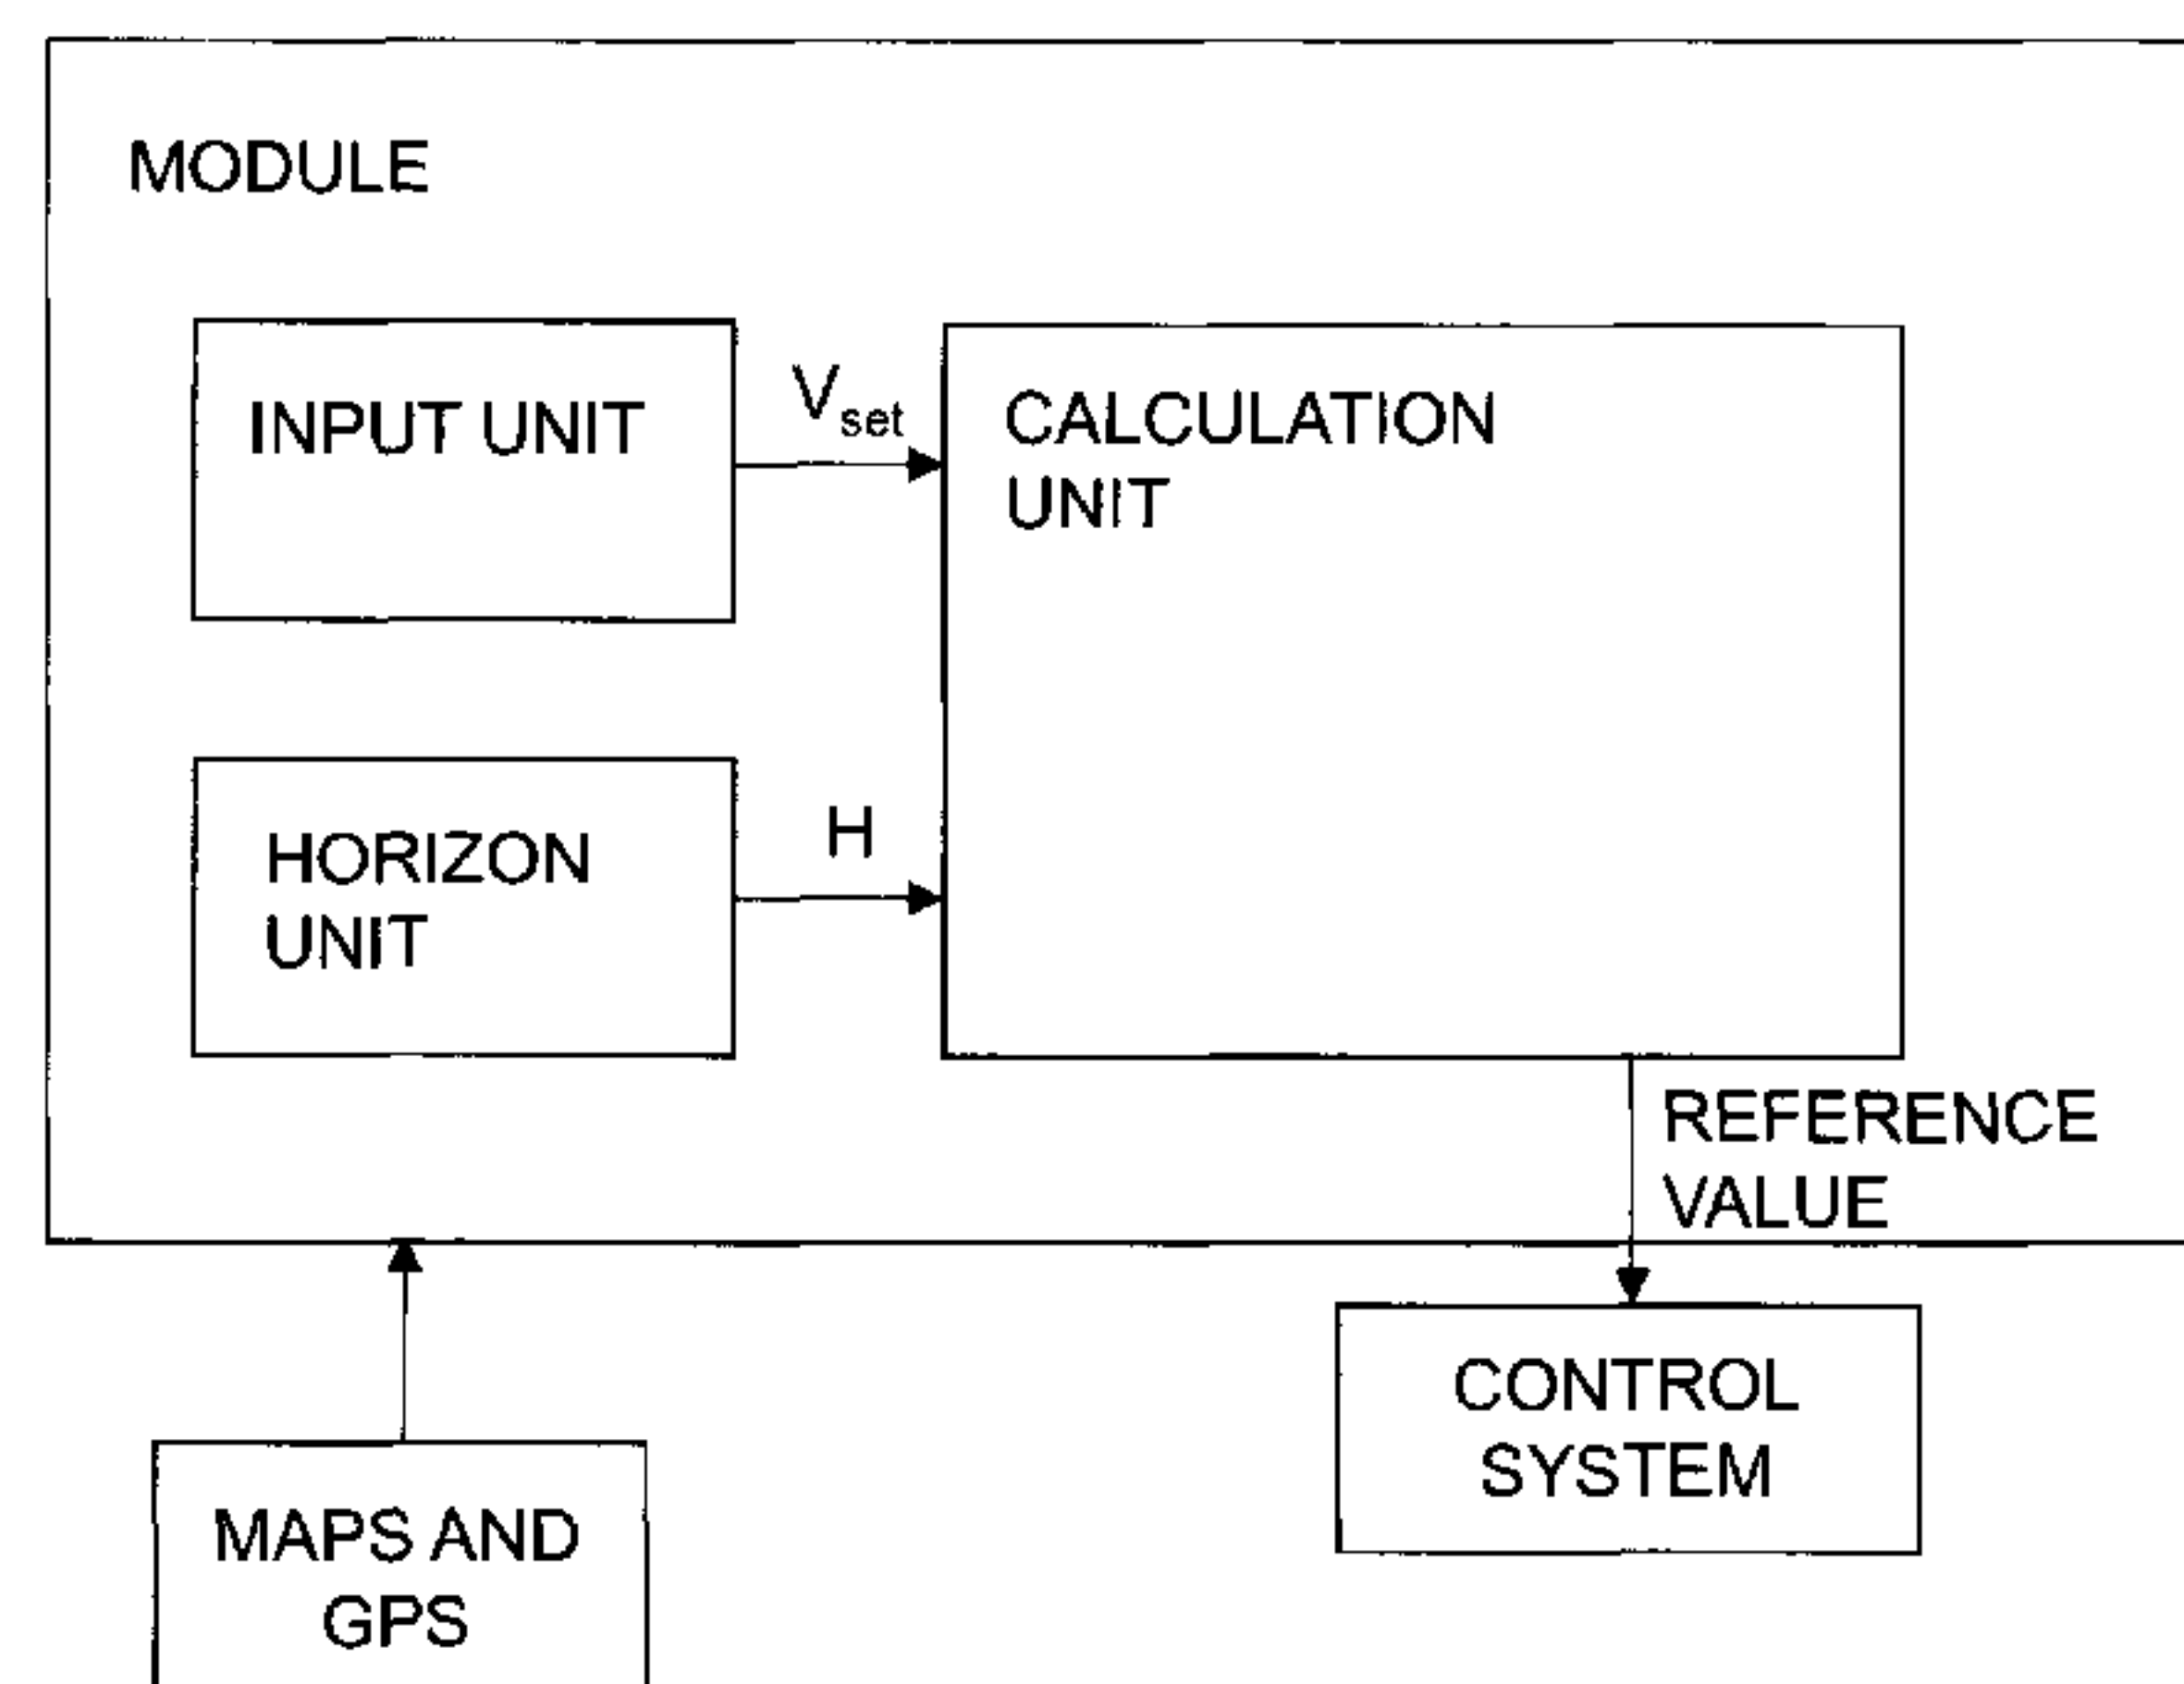 MODULE
INPUT UNIT
Vset
CALCULATION
UNIT
HORIZON
UNIT
H
REFERENCE
VALUE
CONTROL
SYSTEM
MAPS AND
GPS